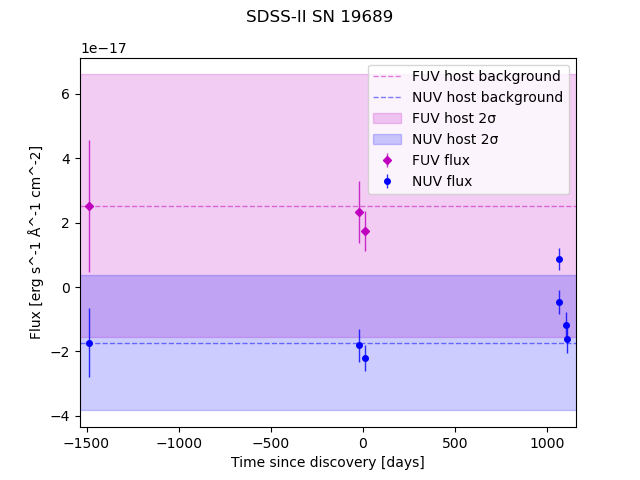 SDSS-II SN 19689
1e−17
FUV host background
NUV host background
FUV host 2σ
NUV host 2σ
FUV flux
NUV flux
6
4
2
0
−2
−4
Flux [erg s^-1 Å^-1 cm^-2]
−1500 −1000 −500 0 500 1000
Time since discovery [days]